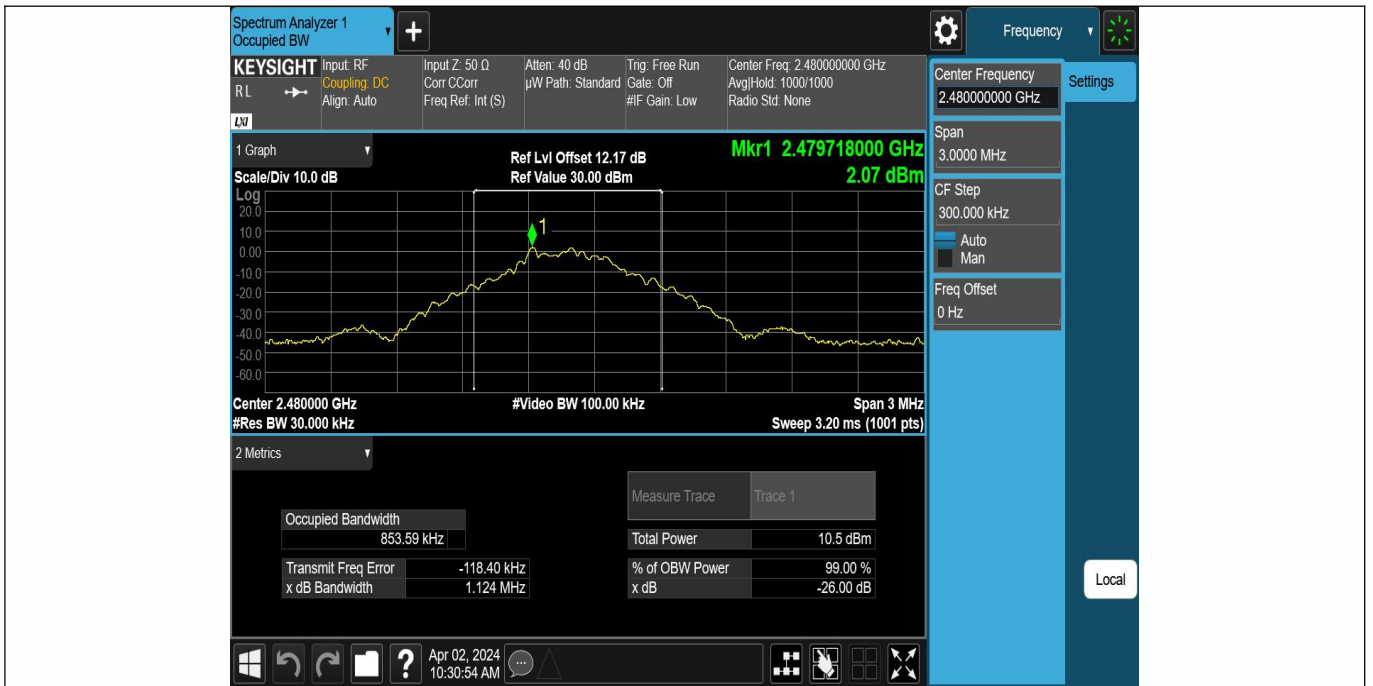 Spectrum Analyzer 1
Occupied BW
+
Frequency
KEYSIGHT Input: RF Input Z: 50 Ω Atten: 40 dB Trig: Free Run Center Freq: 2.480000000 GHz
RL Coupling: DC Corr CCorr µW Path: Standard Gate: Off Avg|Hold: 1000/1000
Align: Auto Freq Ref: Int (S) #IF Gain: Low Radio Std: None
LXI
Center Frequency
2.480000000 GHz
Settings
Span
3.0000 MHz
CF Step
300.000 kHz
Auto
Man
Freq Offset
0 Hz
Local
1 Graph
Ref Lvl Offset 12.17 dB
Mkr1 2.479718000 GHz
Scale/Div 10.0 dB Ref Value 30.00 dBm 2.07 dBm
Log
20.0
10.0
0.00
-10.0
-20.0
-30.0
-40.0
-50.0
-60.0
1
Center 2.480000 GHz #Video BW 100.00 kHz Span 3 MHz
#Res BW 30.000 kHz Sweep 3.20 ms (1001 pts)
2 Metrics
Measure Trace Trace 1
Occupied Bandwidth
853.59 kHz Total Power 10.5 dBm
Transmit Freq Error -118.40 kHz % of OBW Power 99.00 %
x dB Bandwidth 1.124 MHz x dB -26.00 dB
? Apr 02, 2024
10:30:54 AM